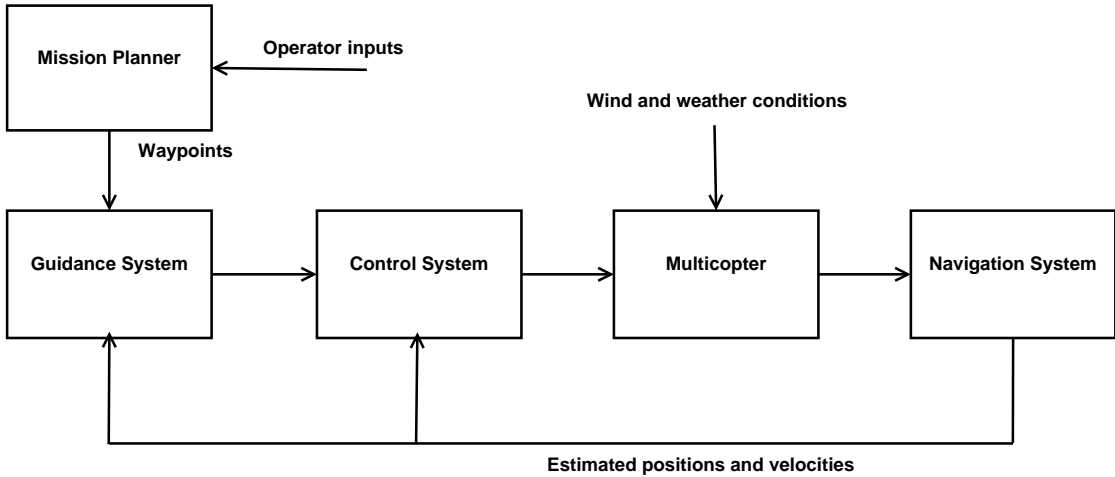 Mission Planner
Operator inputs
Wind and weather conditions
Waypoints
Guidance System
Control System
Multicopter
Navigation System
Estimated positions and velocities